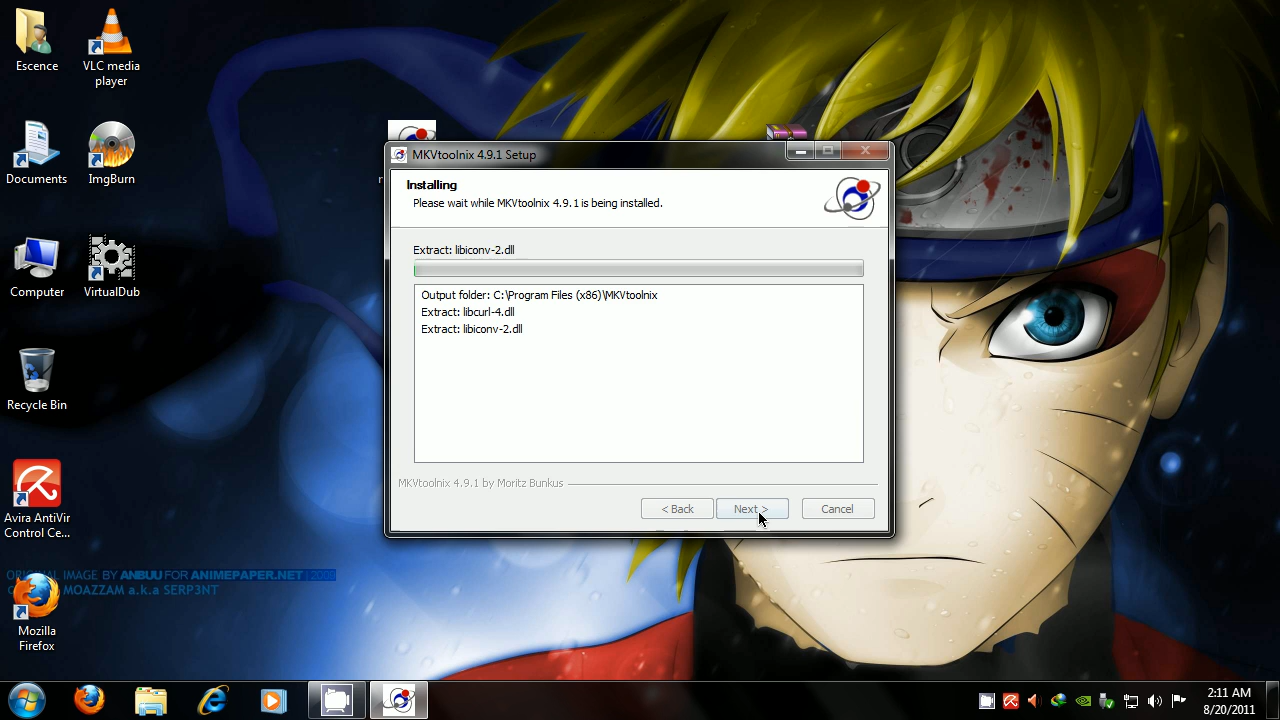 Escence
VLC media
player
Documents
ImgBurn
Computer
VirtualDub
Recycle Bin
Avira AntiVir
Control Ce...
IMAGE BY ANBUU FOR ANIMEPAPER.NET
MOAZZAM a.k.a SERP3NT
Mozilla
Firefox
MKVtoolnix 4.9.1 Setup
Installing
Please wait while MKVtoolnix 4.9.1 is being installed.
Extract: libiconv-2.dll
Output folder: C:\Program Files (x86)\MKVtoolnix
Extract: libcurl-4.dll
Extract: libiconv-2.dll
MKVtoolnix 4.9.1 by Moritz Bunkus
< Back
Next >
Cancel
2:11 AM
8/20/2011